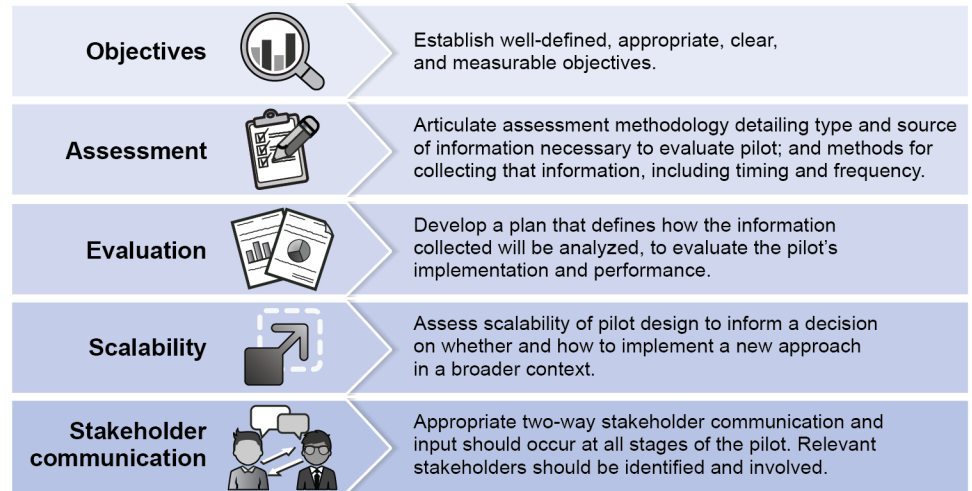 Objectives
Establish well-defined, appropriate, clear,
and measurable objectives.
Assessment
Articulate assessment methodology detailing type and source
of information necessary to evaluate pilot; and methods for
collecting that information, including timing and frequency.
Evaluation
Develop a plan that defines how the information
collected will be analyzed, to evaluate the pilot's
implementation and performance.
Scalability
Assess scalability of pilot design to inform a decision
on whether and how to implement a new approach
in a broader context.
Stakeholder
communication
Appropriate two-way stakeholder communication and
input should occur at all stages of the pilot. Relevant
stakeholders should be identified and involved.